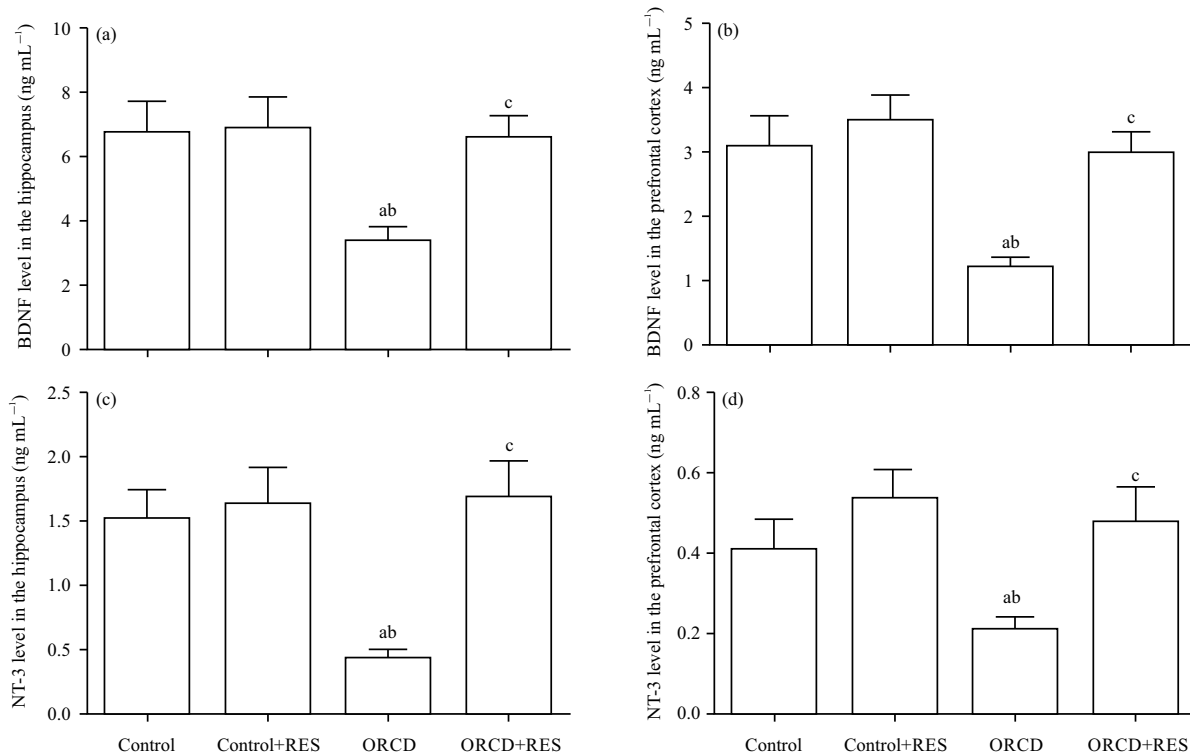 (a)
BDNF level in the hippocampus (ng mL−1)
10
8
6
4
2
0
ab
c
(b)
BDNF level in the prefrontal cortex (ng mL−1)
5
4
3
2
1
0
ab
c
(c)
NT-3 level in the hippocampus (ng mL−1)
2.5
2.0
1.5
1.0
0.5
0.0
ab
c
Control Control+RES ORCD ORCD+RES
(d)
NT-3 level in the prefrontal cortex (ng mL−1)
0.8
0.6
0.4
0.2
0.0
ab
c
Control Control+RES ORCD ORCD+RES